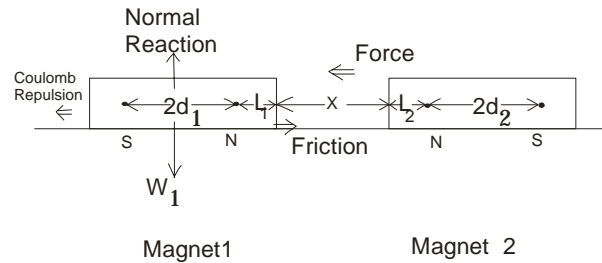 Normal
Reaction
Force
Coulomb
Repulsion
2d1 L1 X L2 2d2
S N Friction N S
W1
Magnet1 Magnet 2